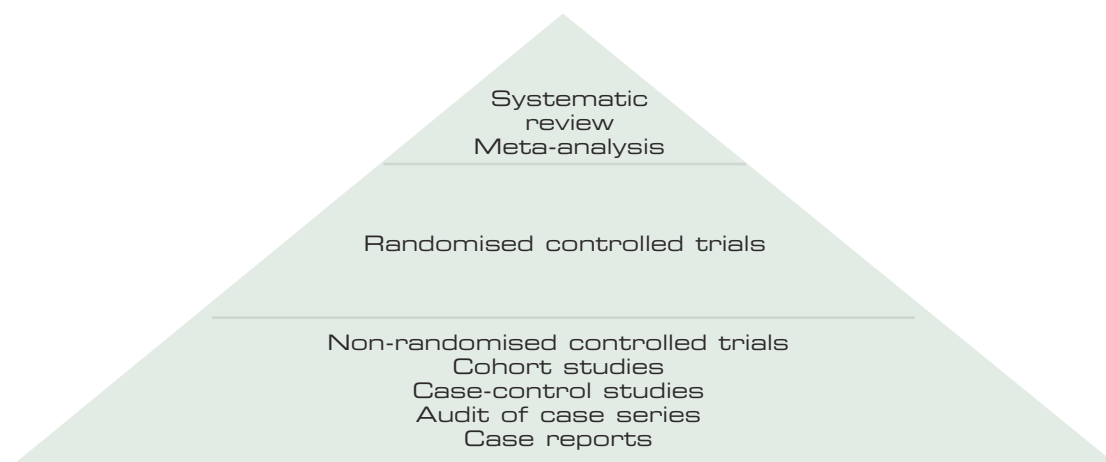 Systematic
review
Meta-analysis
Randomised controlled trials
Non-randomised controlled trials
Cohort studies
Case-control studies
Audit of case series
Case reports